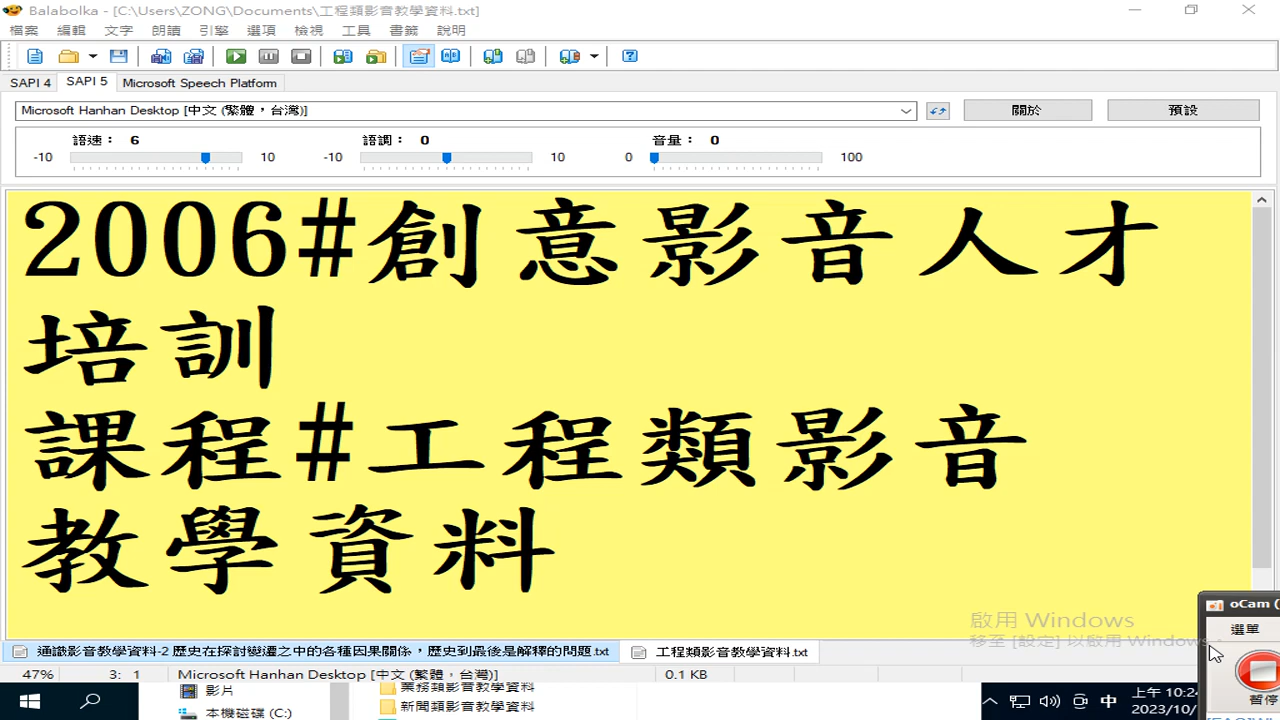 Balabolka - [C:\Users\ZONG\Documents\工程類影音教學資料.txt]
檔案 編輯 文字 朗讀 引擎 選項 檢視 工具 書籤 說明
SAPI 4 SAPI 5 Microsoft Speech Platform
Microsoft Hanhan Desktop [中文 (繁體，台灣)] 關於 預設
語速： 6 語調： 0 音量： 0
-10 10 -10 10 0 100
2006#創意影音人才
培訓
課程#工程類影音
教學資料
啟用 Windows
移至 [設定] 以啟用 Windows。
oCam (
選單
暫停
通識影音教學資料-2 歷史在探討變遷之中的各種因果關係，歷史到最後是解釋的問題.txt 工程類影音教學資料.txt
47% 3: 1 Microsoft Hanhan Desktop [中文 (繁體，台灣)] 0.1 KB
影片 業務類影音教學資料
本機磁碟 (C:) 新聞類影音教學資料
中 上午 10:24
2023/10/